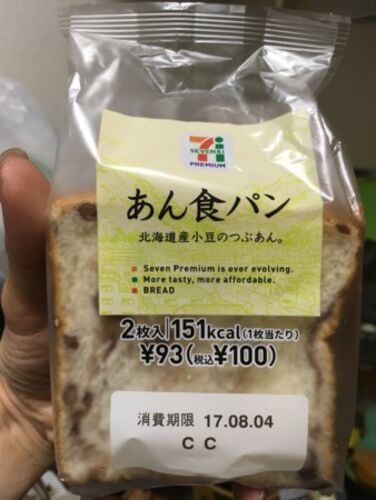 7
SEVEN&i
PREMIUM
あん食パン
北海道産小豆のつぶあん。
Seven Premium is ever evolving.
More tasty, more affordable.
BREAD
2枚入 151kcal(1枚当たり)
¥93(税込¥100)
消費期限 17.08.04
C C